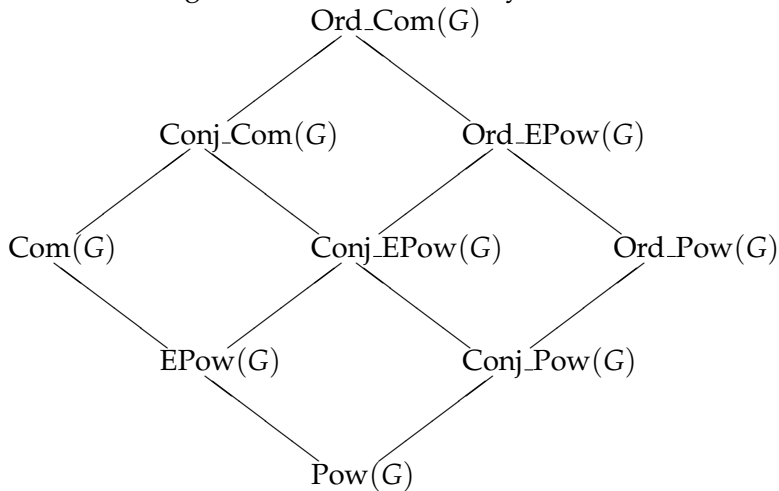 Ord_Com(G)
Conj_Com(G) Ord_EPow(G)
Com(G) Conj_EPow(G) Ord_Pow(G)
EPow(G) Conj_Pow(G)
Pow(G)